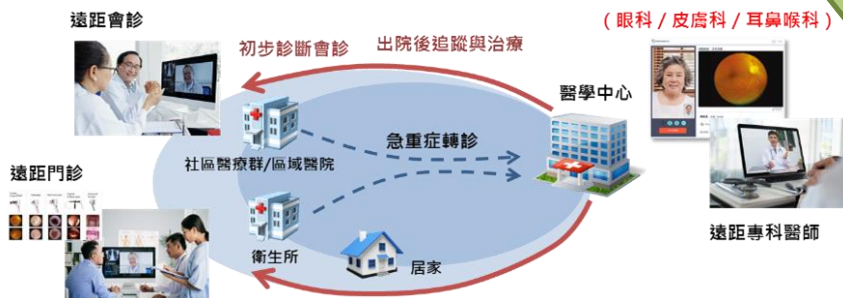 遠距會診
初步診斷會診
出院後追蹤與治療
(眼科/皮膚科/耳鼻喉科)
醫學中心
急重症轉診
社區醫療群/區域醫院
遠距門診
衛生所
居家
遠距專科醫師